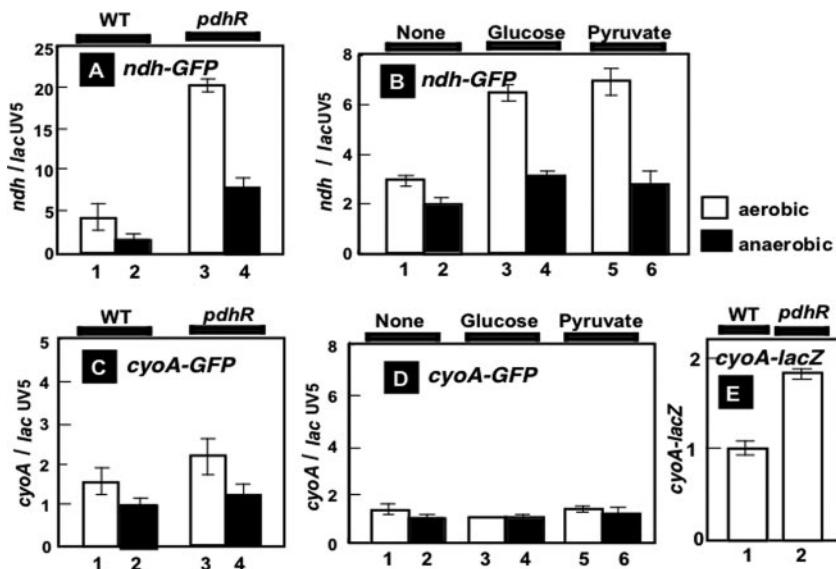 WT pdhR
A ndh-GFP
ndh / lacUV5
25
20
15
10
5
0
1 2 3 4
None Glucose Pyruvate
B ndh-GFP
ndh / lacUV5
8
6
4
2
0
1 2 3 4 5 6
aerobic
anaerobic
WT pdhR
C cyoA-GFP
cyoA / lac UV5
5
4
3
2
1
0
1 2 3 4
None Glucose Pyruvate
D cyoA-GFP
cyoA / lac UV5
8
6
4
2
0
1 2 3 4 5 6
WT pdhR
cyoA-lacZ
E
cyoA-lacZ
2
1
0
1 2